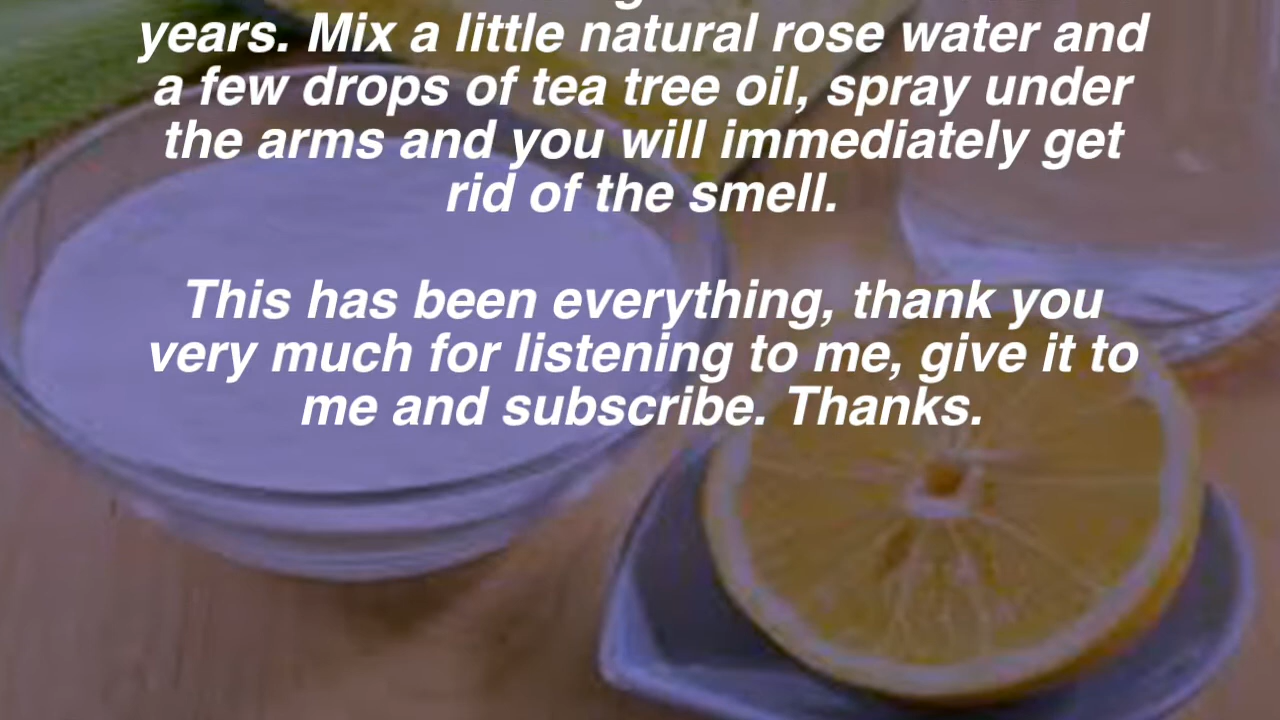 years. Mix a little natural rose water and
a few drops of tea tree oil, spray under
the arms and you will immediately get
rid of the smell.
This has been everything, thank you
very much for listening to me, give it to
me and subscribe. Thanks.